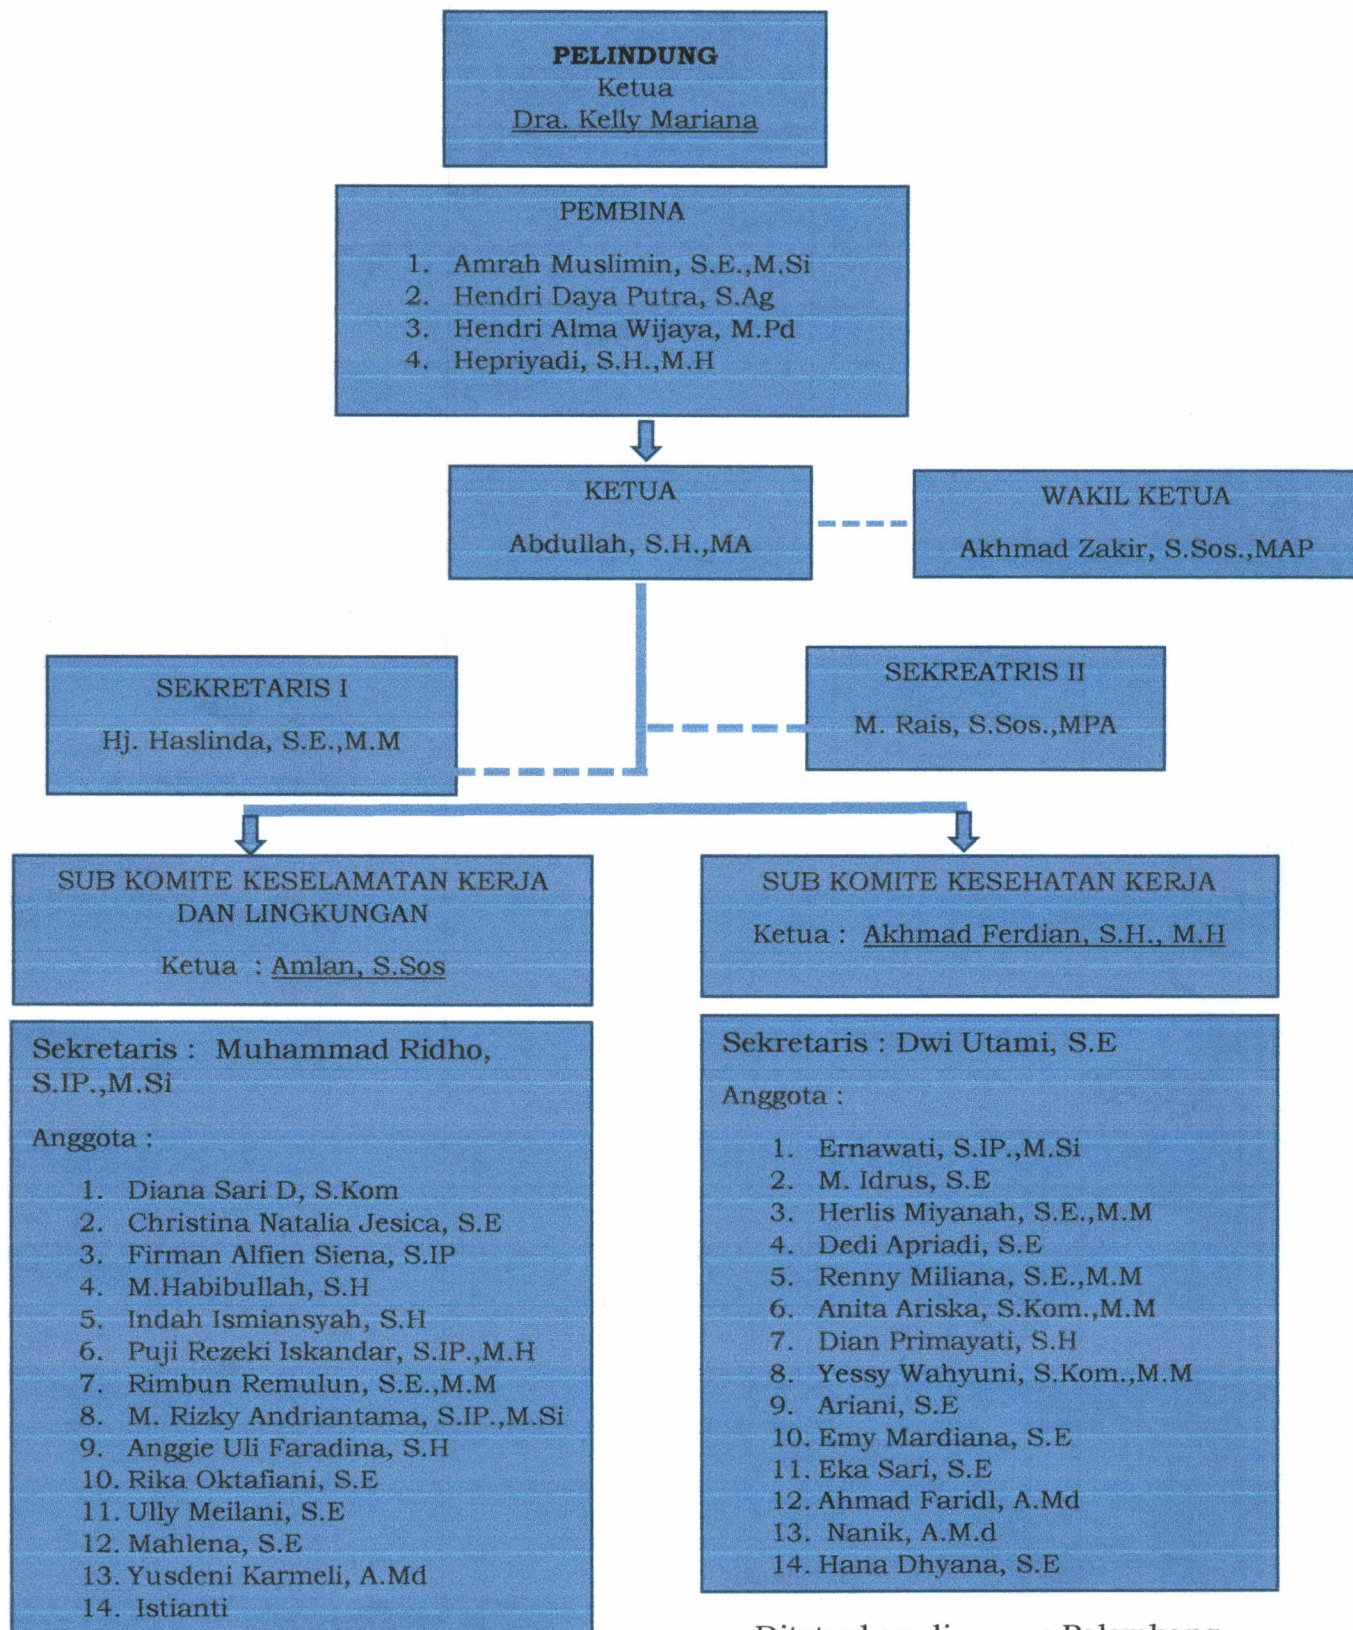 PELINDUNG
Ketua
Dra. Kelly Mariana
PEMBINA
1. Amrah Muslimin, S.E.,M.Si
2. Hendri Daya Putra, S.Ag
3. Hendri Alma Wijaya, M.Pd
4. Hepriyadi, S.H.,M.H
KETUA
Abdullah, S.H.,MA
WAKIL KETUA
Akhmad Zakir, S.Sos.,MAP
SEKRETARIS I
Hj. Haslinda, S.E.,M.M
SEKREATRIS II
M. Rais, S.Sos.,MPA
SUB KOMITE KESELAMATAN KERJA
DAN LINGKUNGAN
Ketua : Amlan, S.Sos
Sekretaris : Muhammad Ridho,
S.IP.,M.Si
Anggota :
1. Diana Sari D, S.Kom
2. Christina Natalia Jesica, S.E
3. Firman Alfien Siena, S.IP
4. M.Habibullah, S.H
5. Indah Ismiansyah, S.H
6. Puji Rezeki Iskandar, S.IP.,M.H
7. Rimbun Remulun, S.E.,M.M
8. M. Rizky Andriantama, S.IP.,M.Si
9. Anggie Uli Faradina, S.H
10. Rika Oktafiani, S.E
11. Ully Meilani, S.E
12. Mahlena, S.E
13. Yusdeni Karmeli, A.Md
14. Istianti
SUB KOMITE KESEHATAN KERJA
Ketua : Akhmad Ferdian, S.H., M.H
Sekretaris : Dwi Utami, S.E
Anggota :
1. Ernawati, S.IP.,M.Si
2. M. Idrus, S.E
3. Herlis Miyanah, S.E.,M.M
4. Dedi Apriadi, S.E
5. Renny Miliana, S.E.,M.M
6. Anita Ariska, S.Kom.,M.M
7. Dian Primayati, S.H
8. Yessy Wahyuni, S.Kom.,M.M
9. Ariani, S.E
10. Emy Mardiana, S.E
11. Eka Sari, S.E
12. Ahmad Faridl, A.Md
13. Nanik, A.M.d
14. Hana Dhyana, S.E
: Palembang